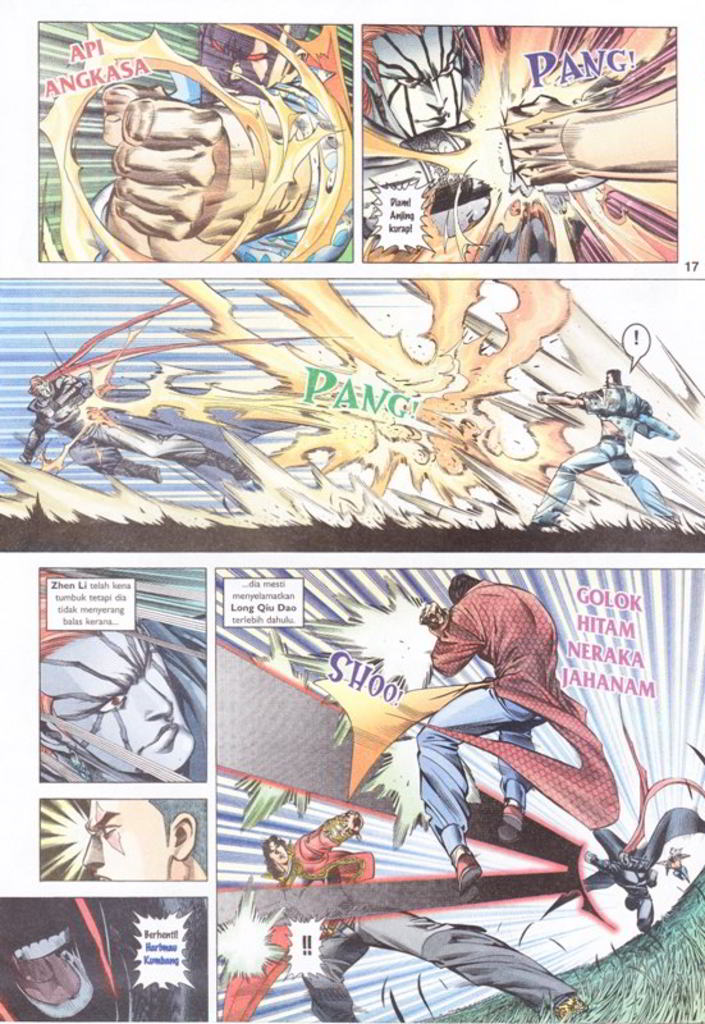 API
ANGKASA
PANG!
Diam!
Anjing
kurap!
17
PANG!
!
Zhen Li telah kena
tumbuk tetapi dia
tidak menyerang
balas kerana...
...dia mesti
menyelamatkan
Long Qiu Dao
terlebih dahulu.
GOLOK
HITAM
NERAKA
JAHANAM
SHOO!
Berhenti!
Harimau
Kumbang
!!